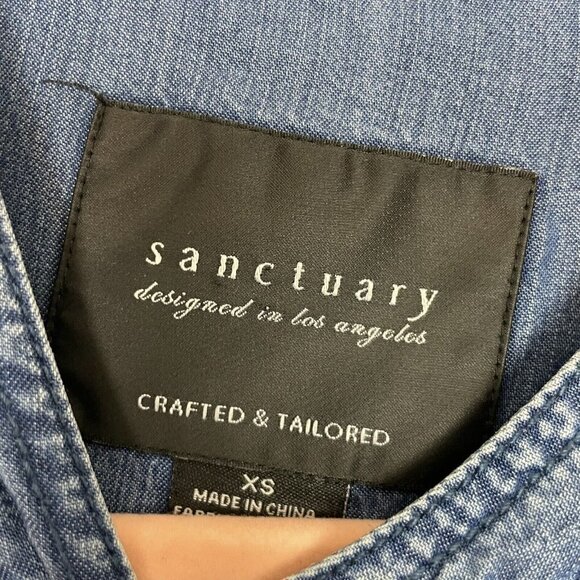 sanctuary
designed in los angeles
CRAFTED & TAILORED
XS
MADE IN CHINA